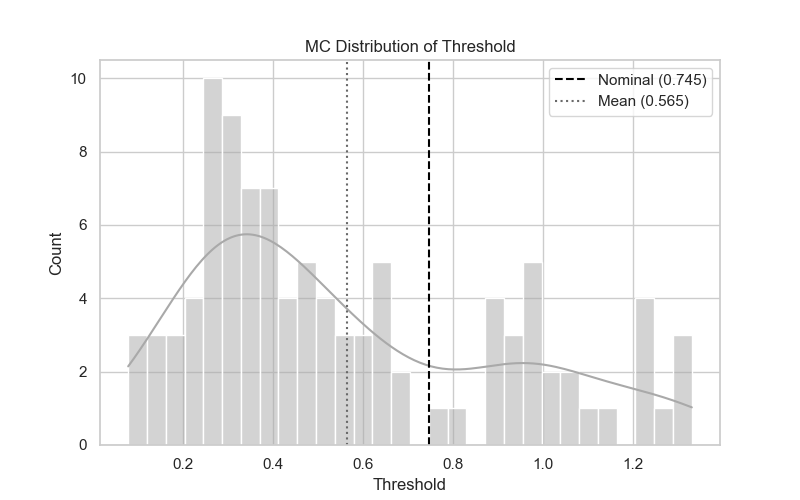 MC Distribution of Threshold
Nominal (0.745)
Mean (0.565)
Count
10
8
6
4
2
0
0.2 0.4 0.6 0.8 1.0 1.2
Threshold